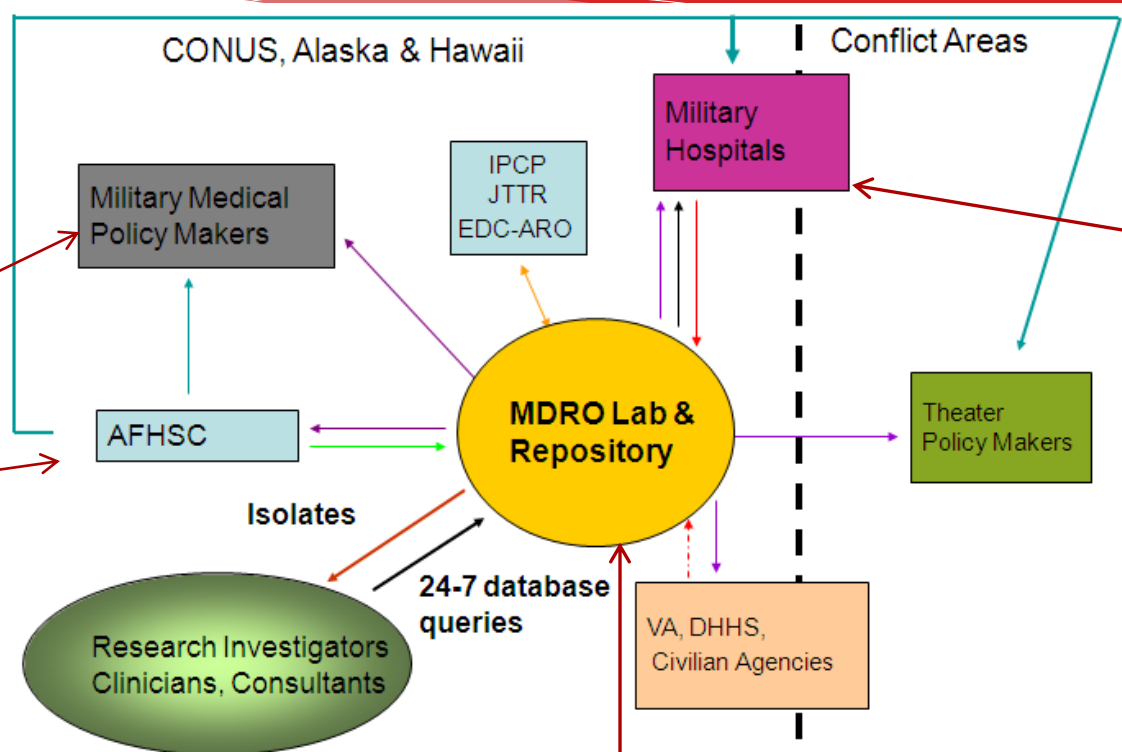 CONUS, Alaska & Hawaii
Conflict Areas
Military
Hospitals
IPCP
JTTR
EDC-ARO
Military Medical
Policy Makers
MDRO Lab &
Repository
Theater
Policy Makers
AFHSC
Isolates
24-7 database
queries
VA, DHHS,
Civilian Agencies
Research Investigators
Clinicians, Consultants